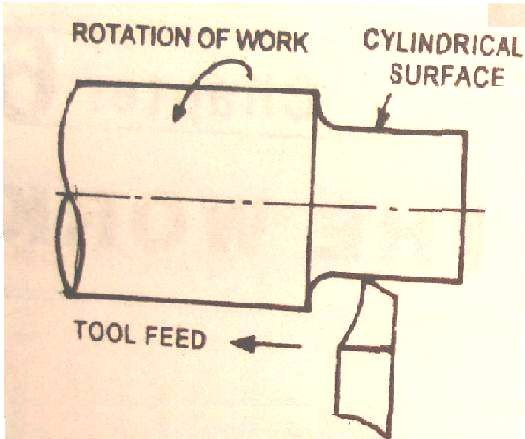 ROTATION OF WORK
CYLINDRICAL
SURFACE
TOOL FEED